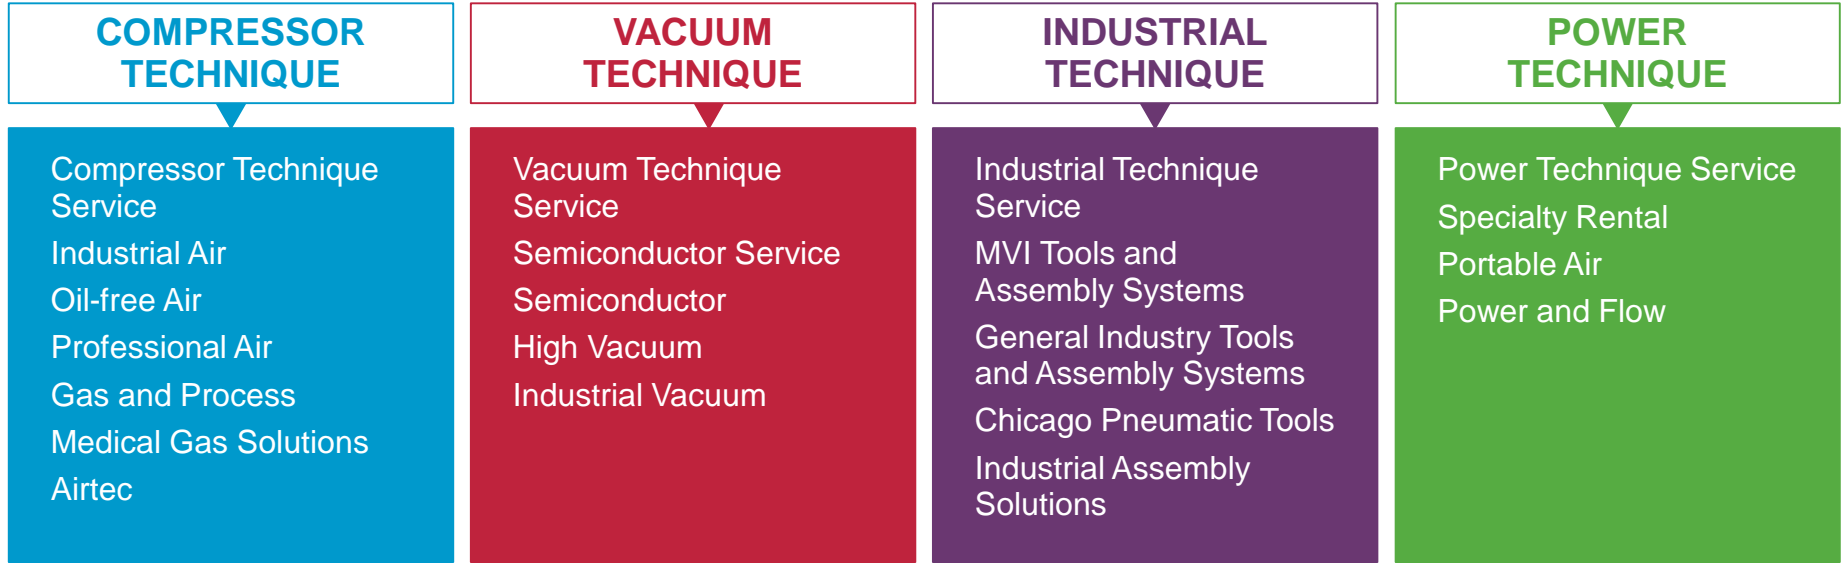 COMPRESSOR
TECHNIQUE
Compressor Technique
Service
Industrial Air
Oil-free Air
Professional Air
Gas and Process
Medical Gas Solutions
Airtec
VACUUM
TECHNIQUE
Vacuum Technique
Service
Semiconductor Service
Semiconductor
High Vacuum
Industrial Vacuum
INDUSTRIAL
TECHNIQUE
Industrial Technique
Service
MVI Tools and
Assembly Systems
General Industry Tools
and Assembly Systems
Chicago Pneumatic Tools
Industrial Assembly
Solutions
POWER
TECHNIQUE
Power Technique Service
Specialty Rental
Portable Air
Power and Flow